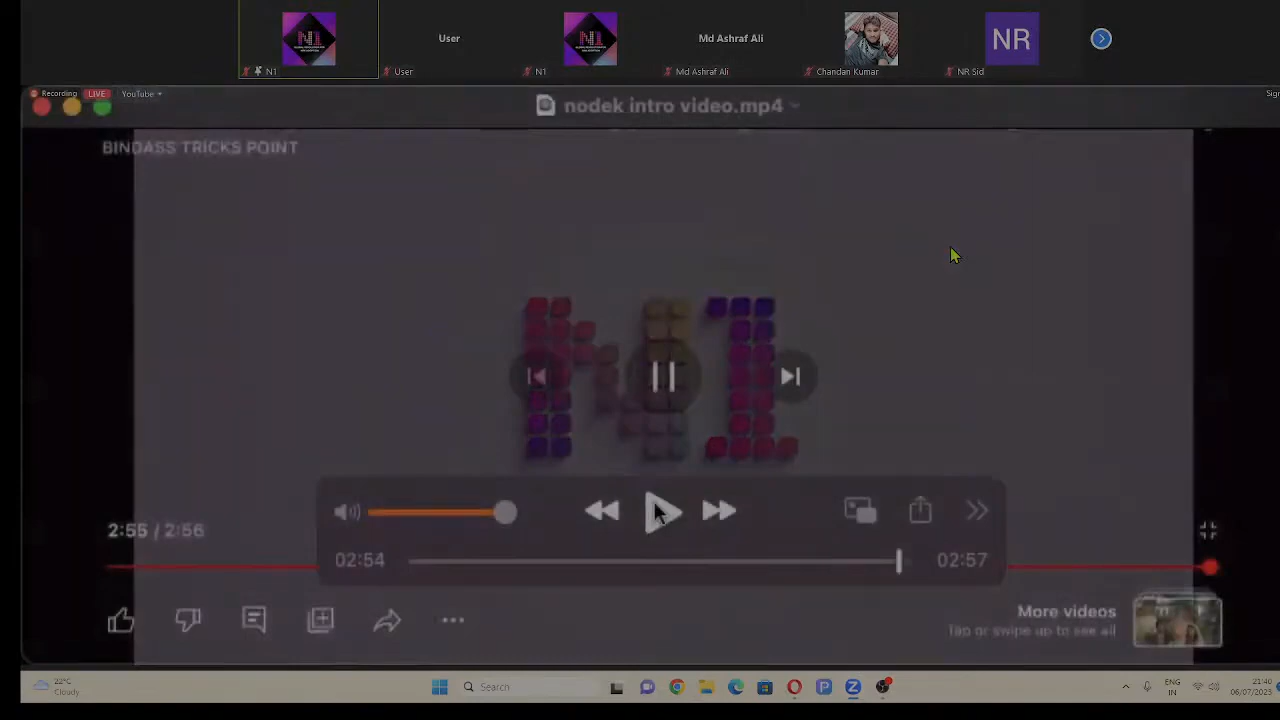 User
Md Ashraf Ali
NR
N1
User
N1
Md Ashraf Ali
Chandan Kumar
NR Sid
Recording
LIVE
YouTube
Sig
nodek intro video.mp4
BINDASS TRICKS POINT
N1
2:55 / 2:56
02:54
02:57
More videos
Tap or swipe up to see all
22°C
Cloudy
Search
ENG
IN
21:40
06/07/2023